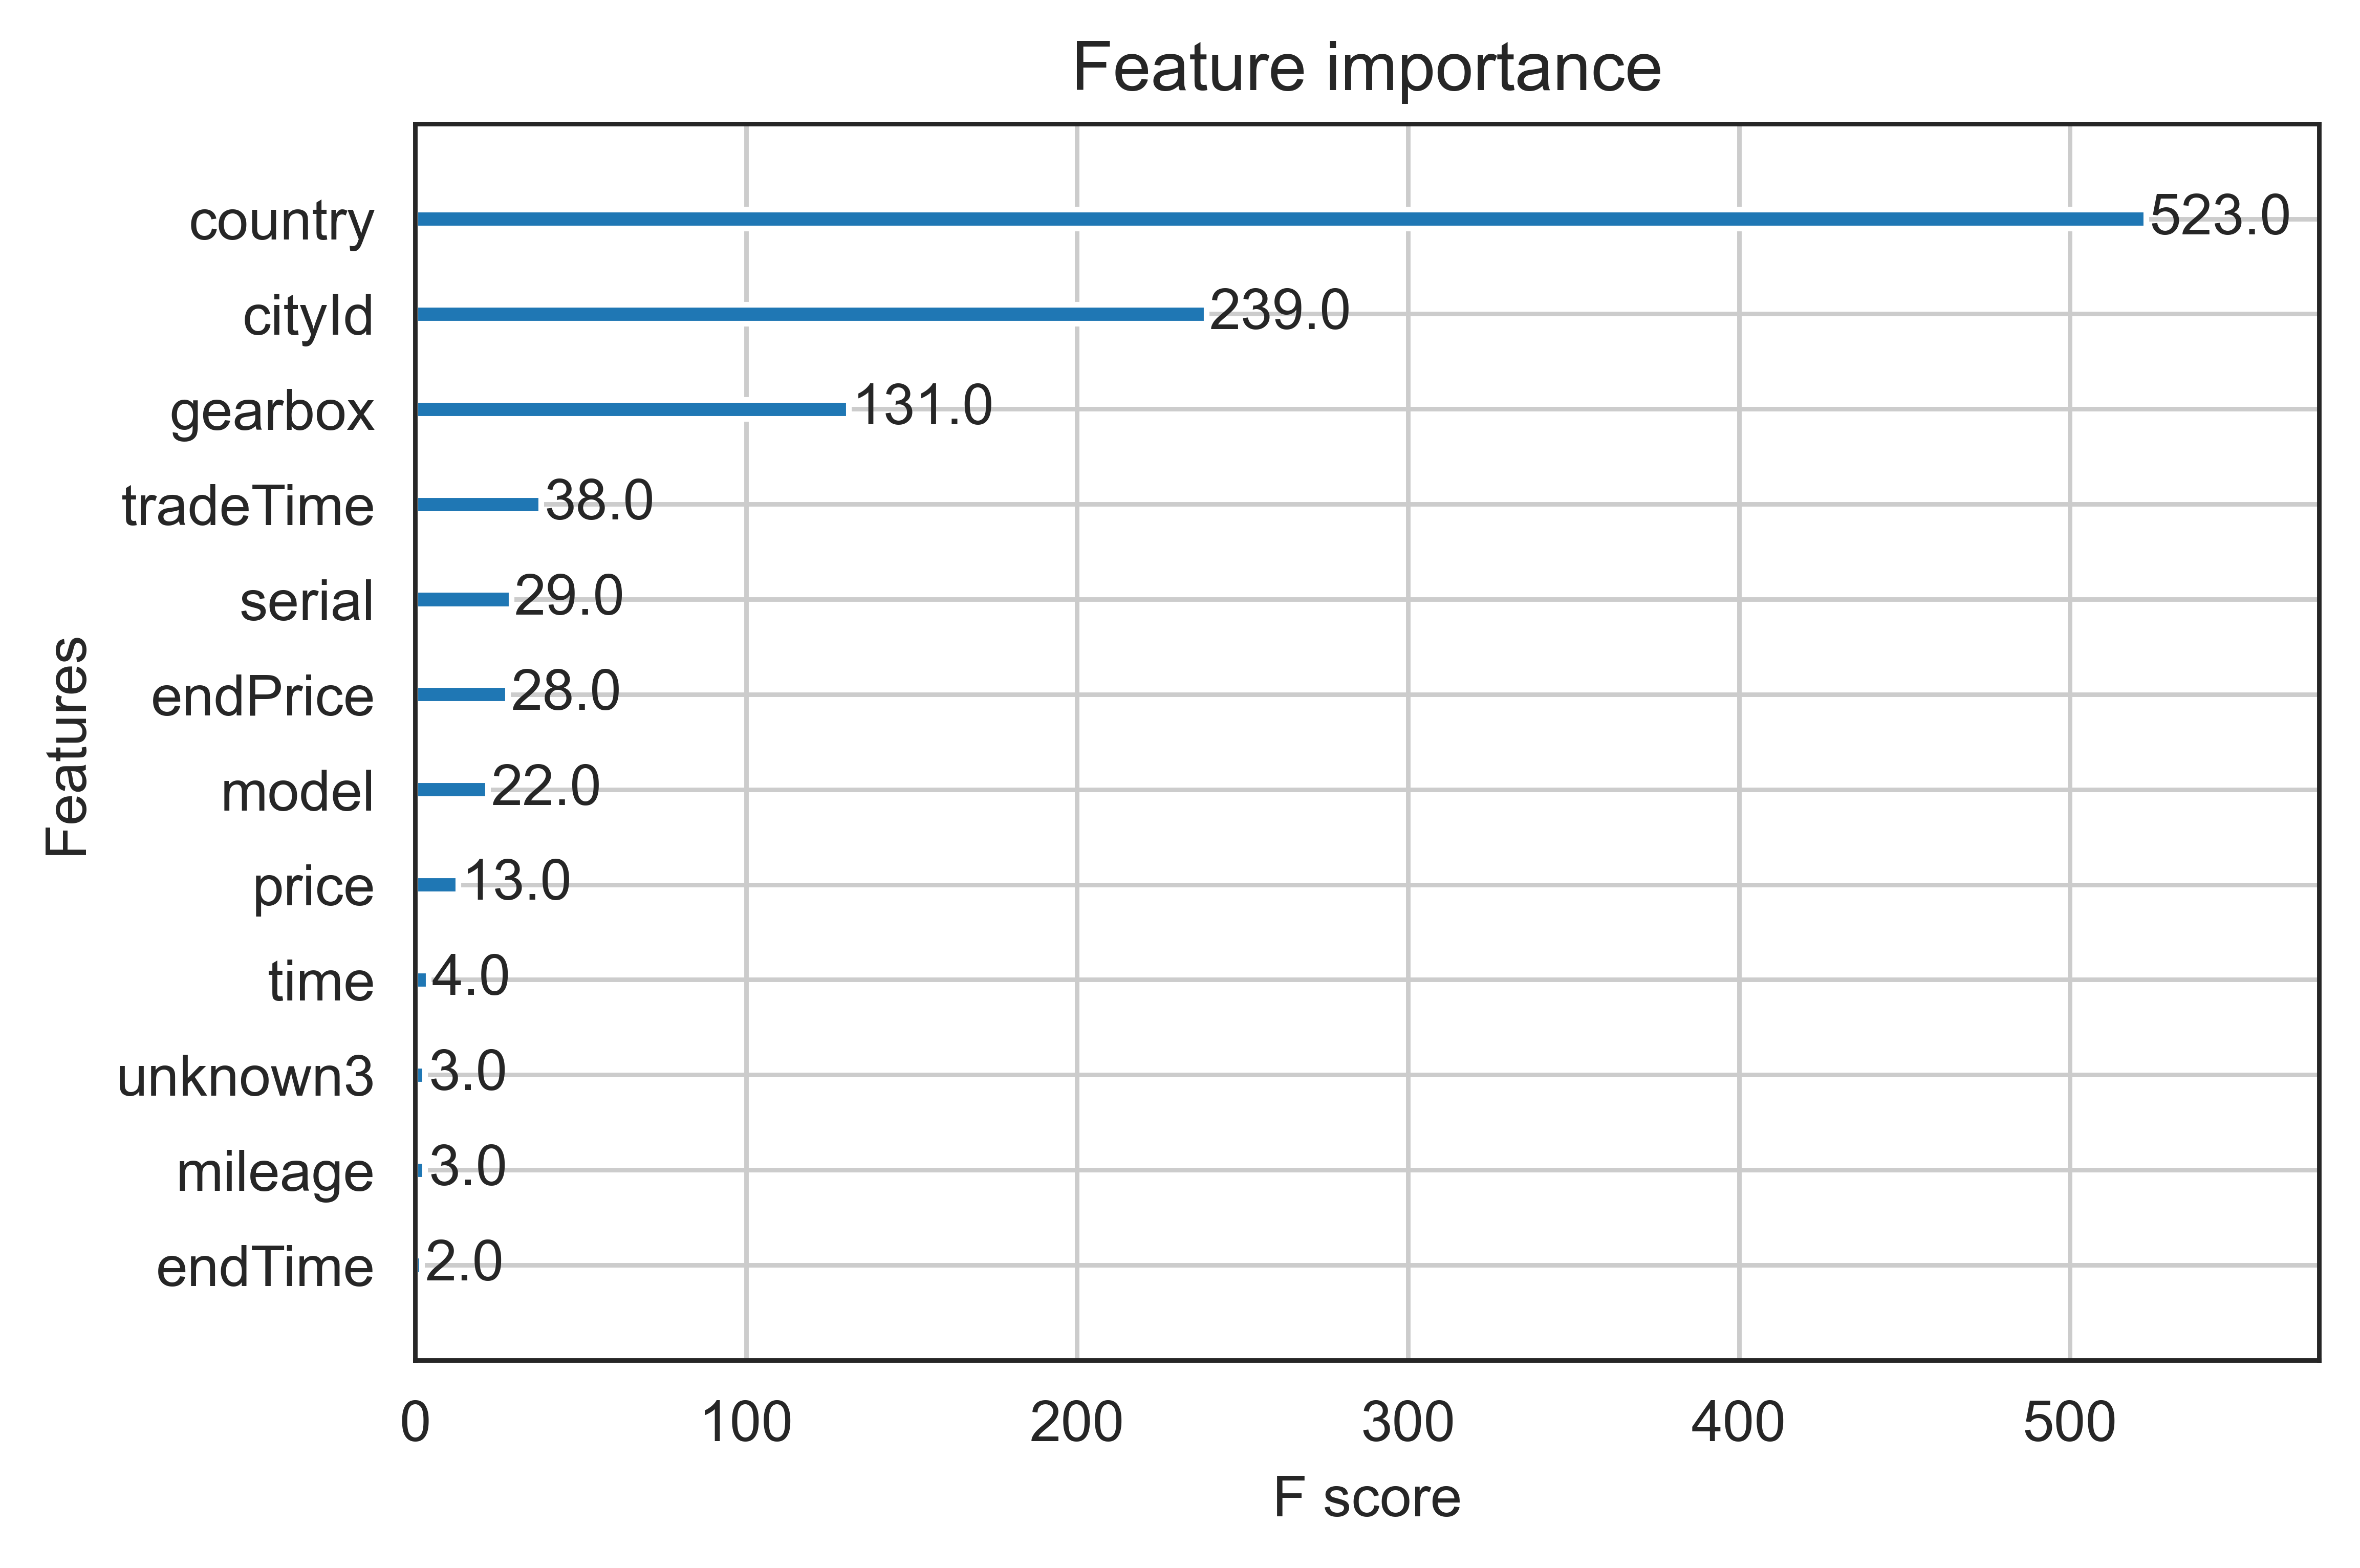 Feature importance
country 523.0
cityId 239.0
gearbox 131.0
tradeTime 38.0
serial 29.0
endPrice 28.0
model 22.0
price 13.0
time 4.0
unknown3 3.0
mileage 3.0
endTime 2.0
Features
0 100 200 300 400 500
F score